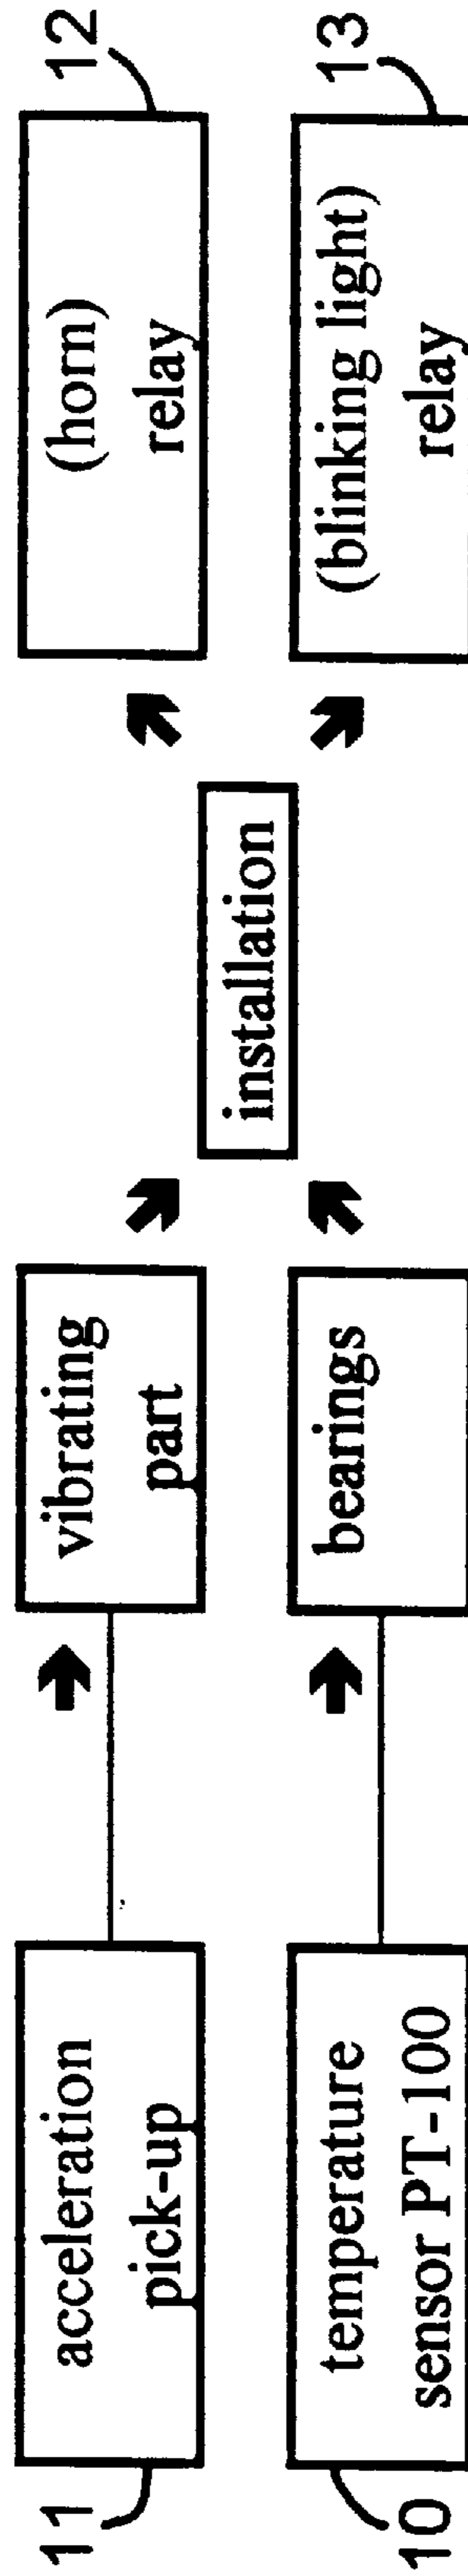 11
acceleration
pick-up
vibrating
part
installation
(horn)
relay
12
10
temperature
sensor PT-100
bearings
(blinking light)
relay
13